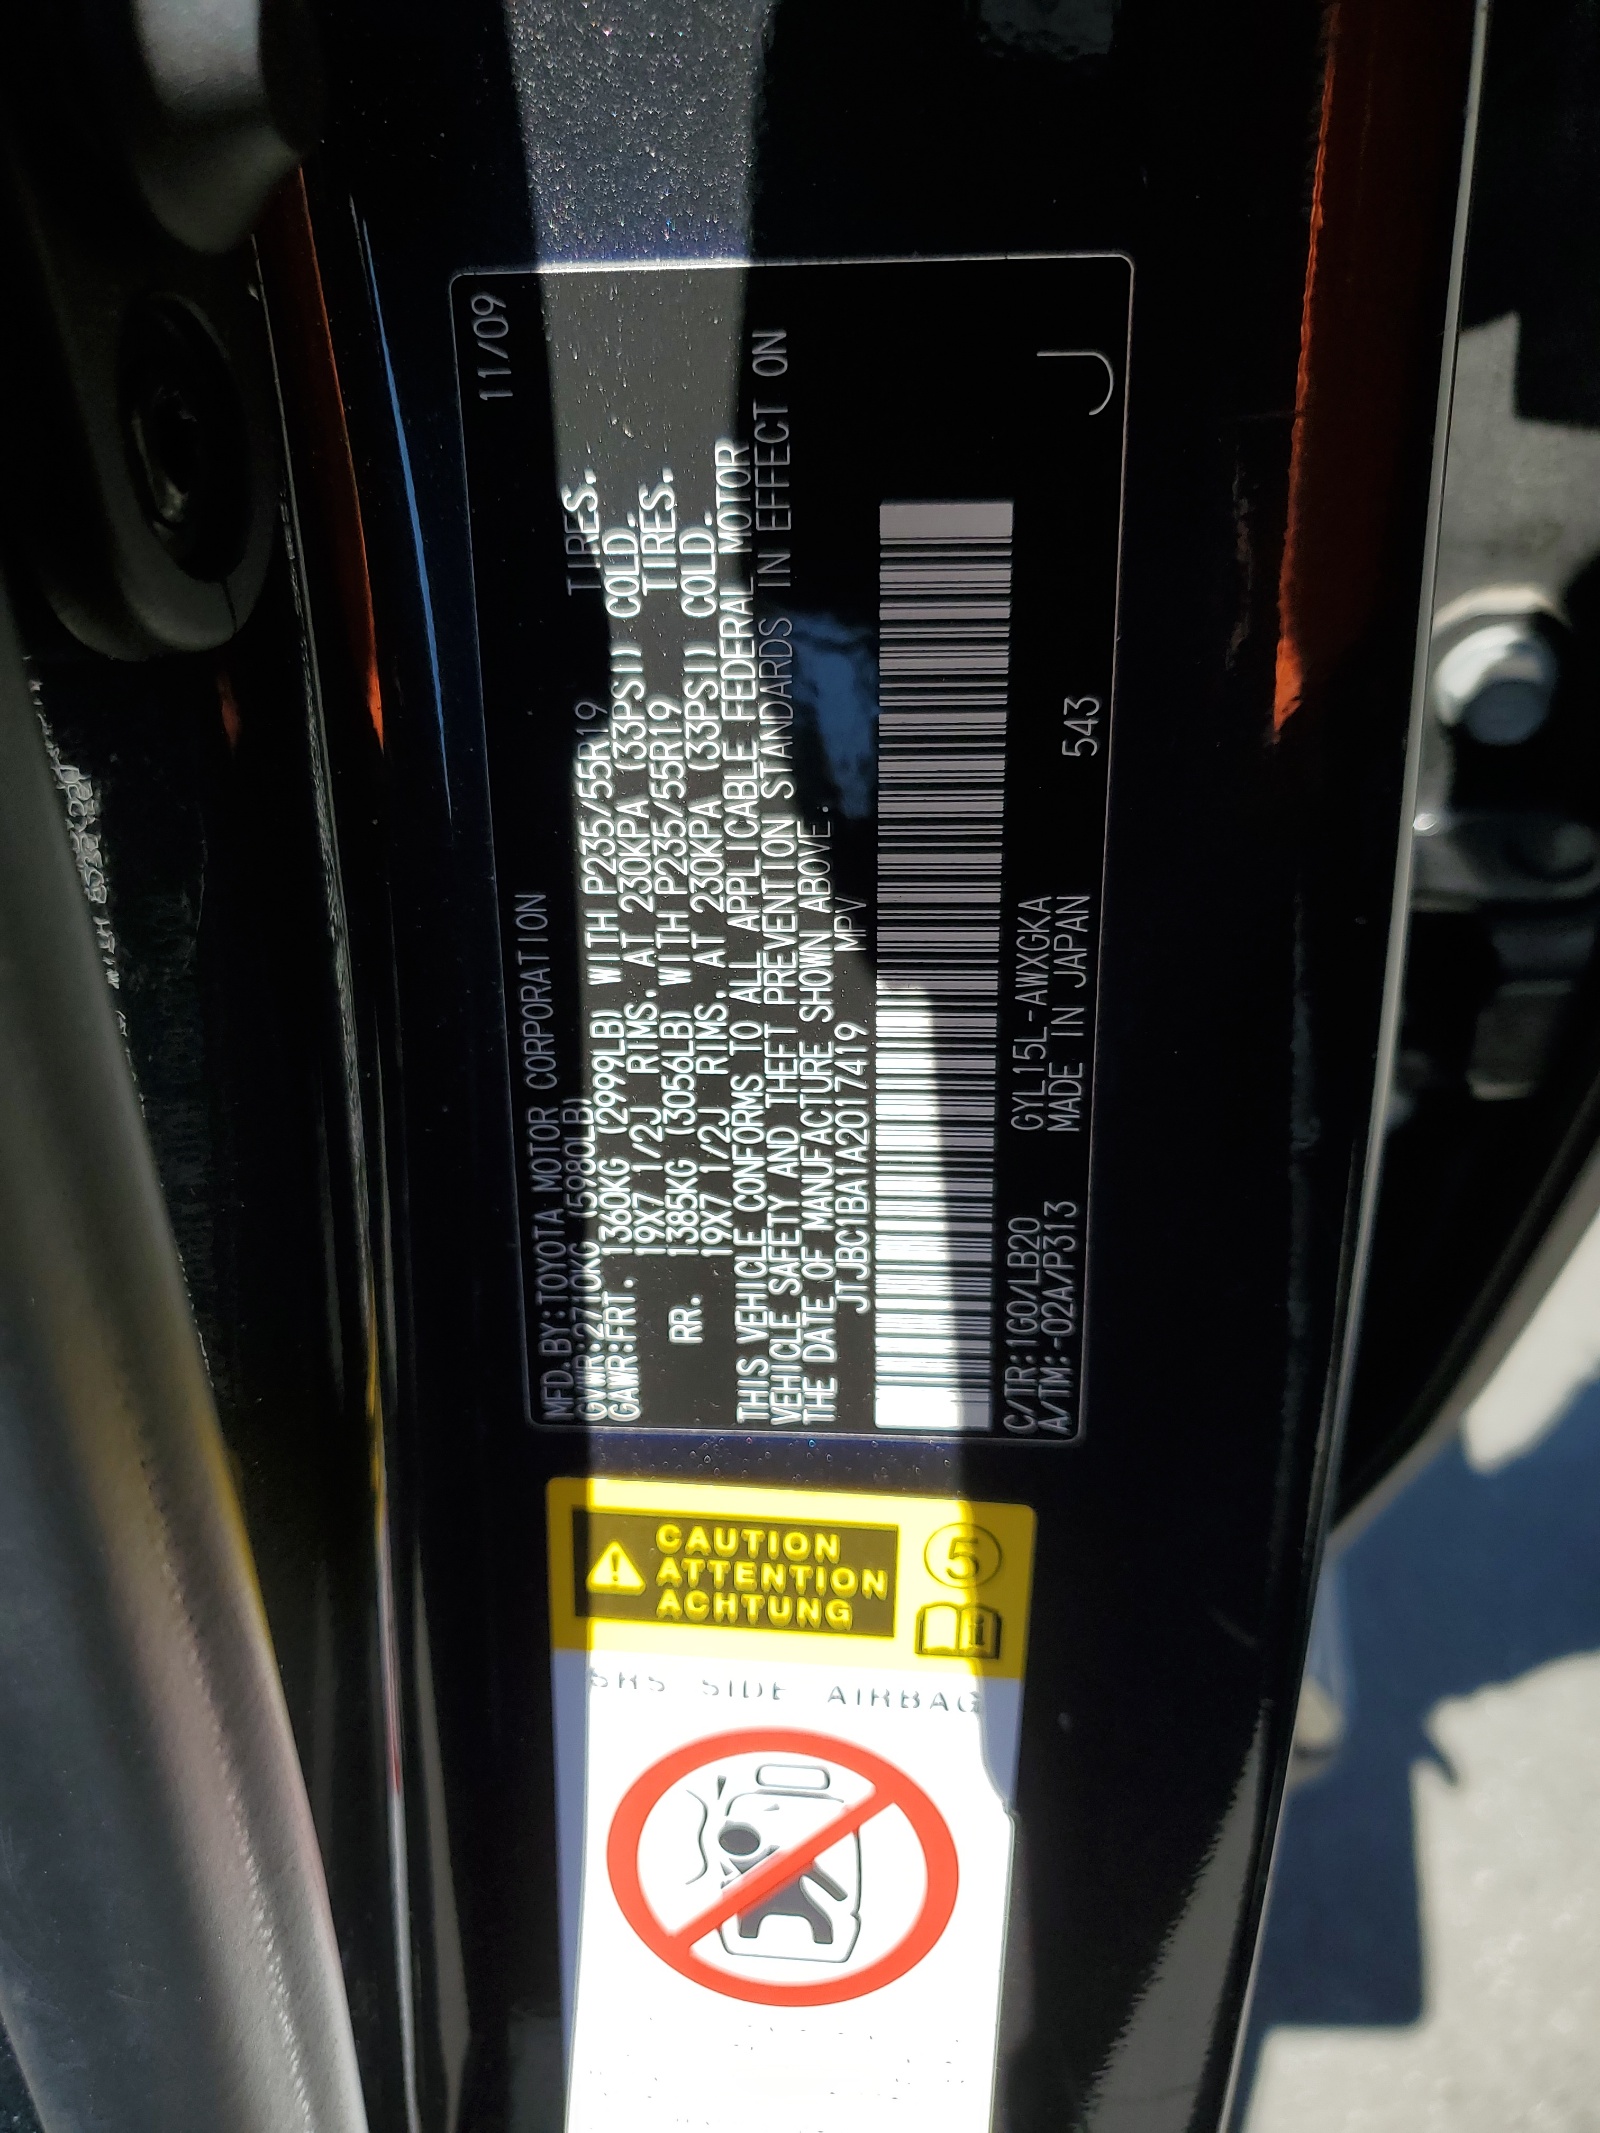 MFD. BY: TOYOTA MOTOR CORPORATION 11/09
GVWR: 2710KG (5980LB)
GAWR: FRT. 1360KG (2999LB) WITH P235/55R19 TIRES.
19X7 1/2J RIMS. AT 230KPA (33PSI) COLD.
RR. 1385KG (3056LB) WITH P235/55R19 TIRES.
19X7 1/2J RIMS. AT 230KPA (33PSI) COLD.
THIS VEHICLE CONFORMS TO ALL APPLICABLE FEDERAL MOTOR
VEHICLE SAFETY AND THEFT PREVENTION STANDARDS IN EFFECT ON
THE DATE OF MANUFACTURE SHOWN ABOVE.
JTJBC1BA1A2017419 MPV
C/TR: 1G0/LB20 GYL15L-AWXGKA
A/TM: -02A/P313 MADE IN JAPAN 543 J
CAUTION
ATTENTION
ACHTUNG
5
i
SRS SIDE AIRBAG